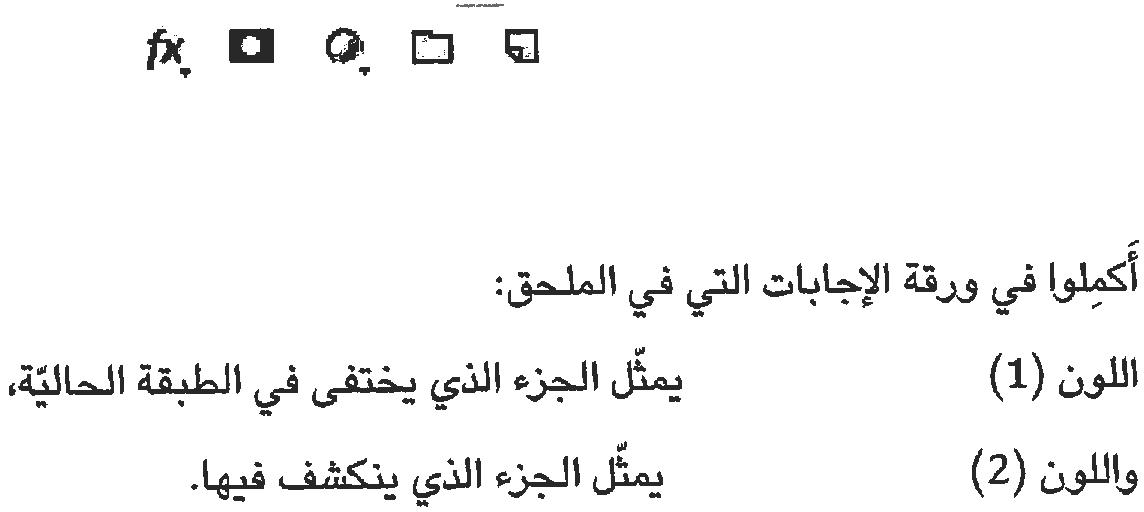 fx
أَكمِلوا في ورقة الإجابات التي في الملحق:
اللون (1) يمثّل الجزء الذي يختفى في الطبقة الحاليّة،
واللون (2) يمثّل الجزء الذي ينكشف فيها.